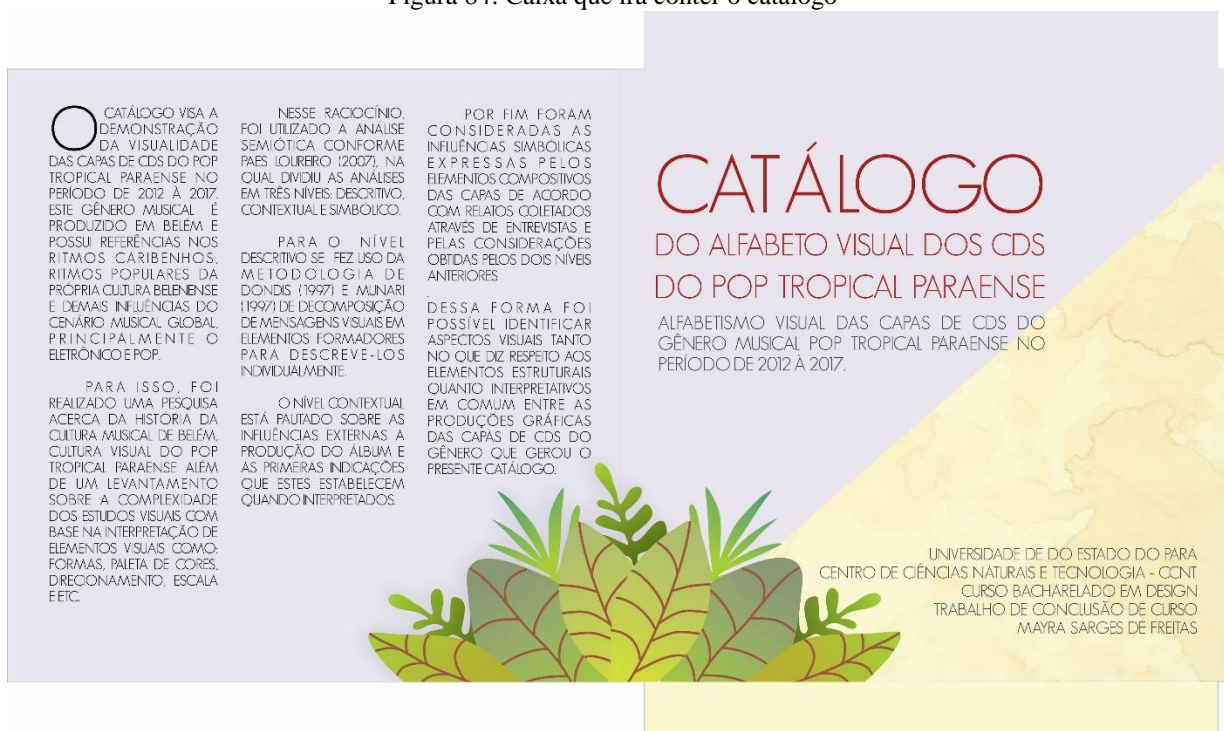 Figura 84: Caixa que irá conter o catálogo
O CATÁLOGO VISA A
DEMONSTRAÇÃO
DA VISUALIDADE
DAS CAPAS DE CDS DO POP
TROPICAL PARAENSE NO
PERÍODO DE 2012 À 2017.
ESTE GÊNERO MUSICAL É
PRODUZIDO EM BELÉM E
POSSUI REFERÊNCIAS NOS
RITMOS CARIBENHOS,
RITMOS POPULARES DA
PRÓPRIA CULTURA BELENENSE
E DEMAIS INFLUÊNCIAS DO
CENÁRIO MUSICAL GLOBAL,
PRINCIPALMENTE O
ELETRÔNICO E POP.
PARA ISSO, FOI
REALIZADO UMA PESQUISA
ACERCA DA HISTÓRIA DA
CULTURA MUSICAL DE BELÉM,
CULTURA VISUAL DO POP
TROPICAL PARAENSE ALÉM
DE UM LEVANTAMENTO
SOBRE A COMPLEXIDADE
DOS ESTUDOS VISUAIS COM
BASE NA INTERPRETAÇÃO DE
ELEMENTOS VISUAIS COMO:
FORMAS, PALETA DE CORES,
DIRECIONAMENTO, ESCALA
E ETC.
NESSE RACIOCÍNIO,
FOI UTILIZADO A ANÁLISE
SEMIÓTICA CONFORME
PAES LOUREIRO (2007), NA
QUAL DIVIDIU AS ANÁLISES
EM TRÊS NÍVEIS: DESCRITIVO,
CONTEXTUAL E SIMBÓLICO.
PARA O NÍVEL
DESCRITIVO SE FEZ USO DA
METODOLOGIA DE
DONDIS (1997) E MUNARI
(1997) DE DECOMPOSIÇÃO
DE MENSAGENS VISUAIS EM
ELEMENTOS FORMADORES
PARA DESCREVE-LOS
INDIVIDUALMENTE.
O NÍVEL CONTEXTUAL
ESTÁ PAUTADO SOBRE AS
INFLUÊNCIAS EXTERNAS A
PRODUÇÃO DO ÁLBUM E
AS PRIMEIRAS INDICAÇÕES
QUE ESTES ESTABELECEM
QUANDO INTERPRETADOS.
POR FIM FORAM
CONSIDERADAS AS
INFLUÊNCIAS SIMBÓLICAS
EXPRESSAS PELOS
ELEMENTOS COMPOSITIVOS
DAS CAPAS DE ACORDO
COM RELATOS COLETADOS
ATRAVÉS DE ENTREVISTAS E
PELAS CONSIDERAÇÕES
OBTIDAS PELOS DOIS NÍVEIS
ANTERIORES
.
DESSA FORMA FOI
POSSÍVEL IDENTIFICAR
ASPECTOS VISUAIS TANTO
NO QUE DIZ RESPEITO AOS
ELEMENTOS ESTRUTURAIS
QUANTO INTERPRETATIVOS
EM COMUM ENTRE AS
PRODUÇÕES GRÁFICAS
DAS CAPAS DE CDS DO
GÊNERO QUE GEROU O
PRESENTE CATÁLOGO.
CATÁLOGO
DO ALFABETO VISUAL DOS CDS
DO POP TROPICAL PARAENSE
ALFABETISMO VISUAL DAS CAPAS DE CDS DO
GÊNERO MUSICAL POP TROPICAL PARAENSE NO
PERÍODO DE 2012 À 2017.
UNIVERSIDADE DE DO ESTADO DO PARÁ
CENTRO DE CIÊNCIAS NATURAIS E TECNOLOGIA - CCNT
CURSO BACHARELADO EM DESIGN
TRABALHO DE CONCLUSÃO DE CURSO
MAYRA SARGES DE FREITAS